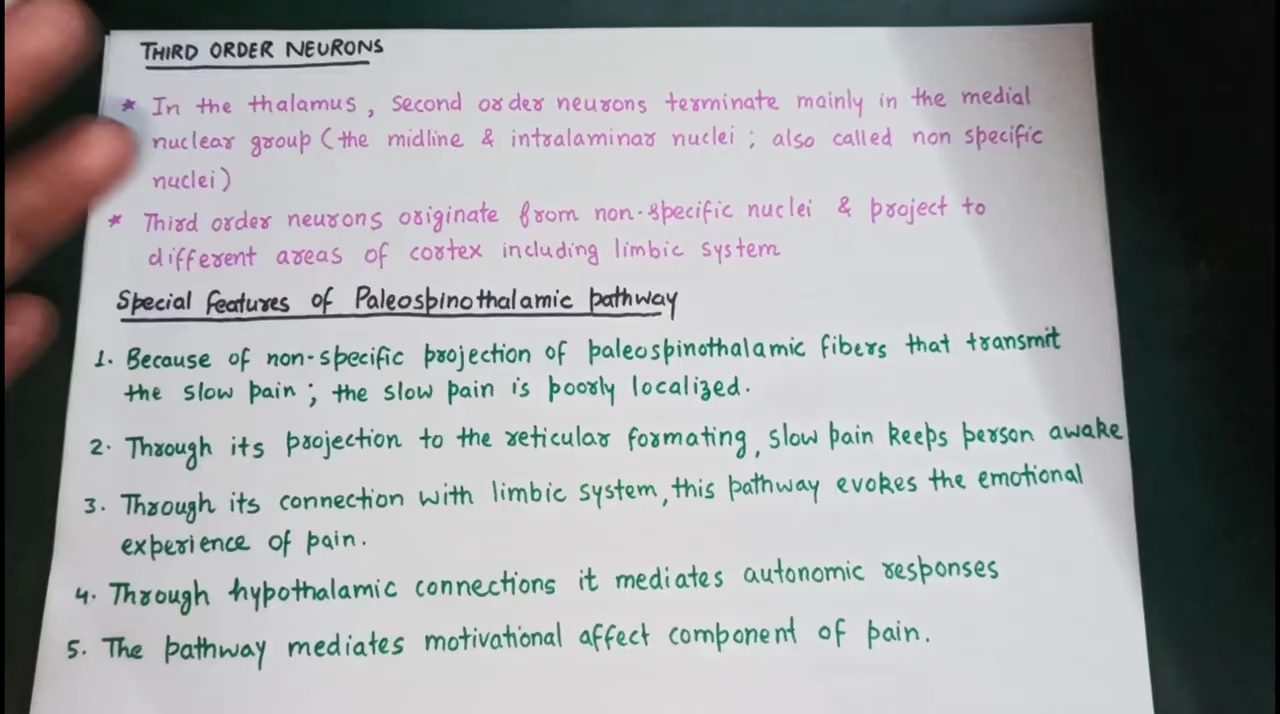 THIRD ORDER NEURONS
* In the thalamus, second order neurons terminate mainly in the medial
nuclear group (the midline & intralaminar nuclei; also called non specific
nuclei)
* Third order neurons originate from non-specific nuclei & project to
different areas of cortex including limbic system
Special features of Paleospinothalamic pathway
1. Because of non-specific projection of paleospinothalamic fibers that transmit
the slow pain; the slow pain is poorly localized.
2. Through its projection to the reticular formating, slow pain keeps person awake
3. Through its connection with limbic system, this pathway evokes the emotional
experience of pain.
4. Through hypothalamic connections it mediates autonomic responses
5. The pathway mediates motivational affect component of pain.